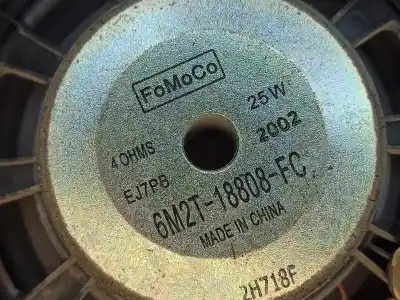 FoMoCo
25W
4 OHMS
2002
EJ7PB
6M2T-18808-FC
MADE IN CHINA
2H718F